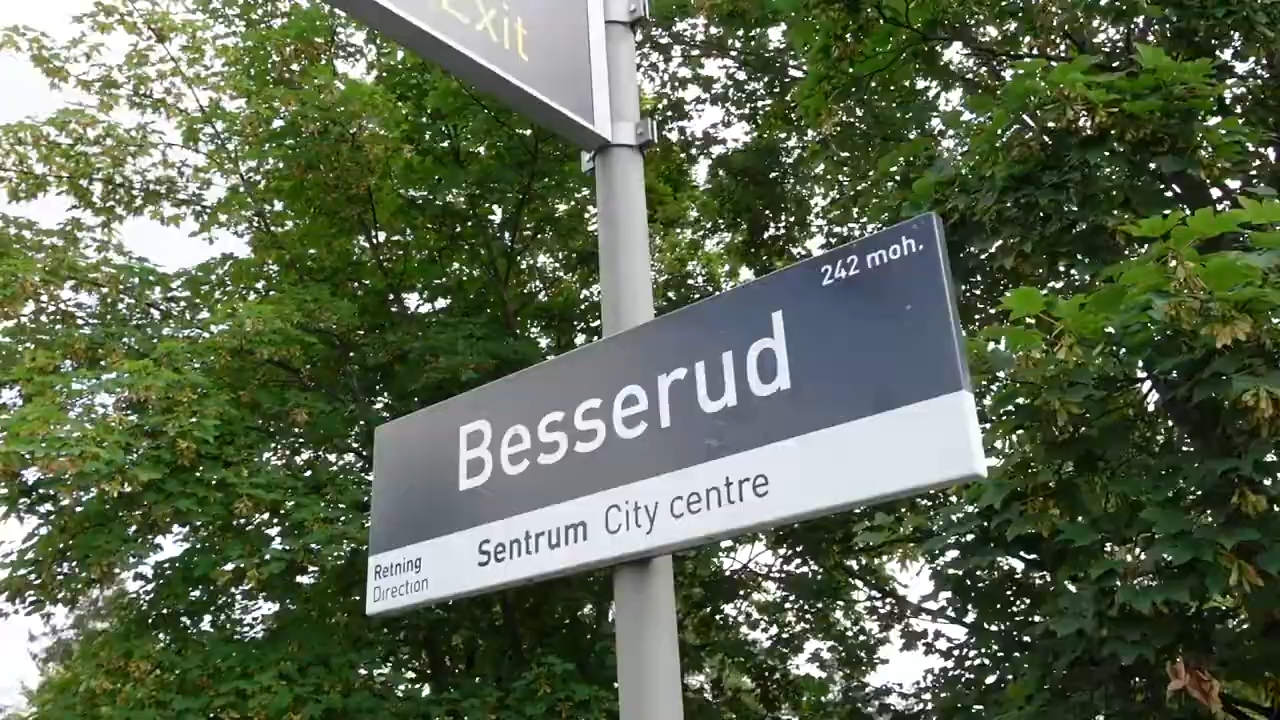 Exit
242 moh.
Besserud
Retning
Direction
Sentrum City centre